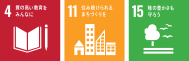 4 質の高い教育を
みんなに
11 住み続けられる
まちづくりを
15 陸の豊かさも
守ろう